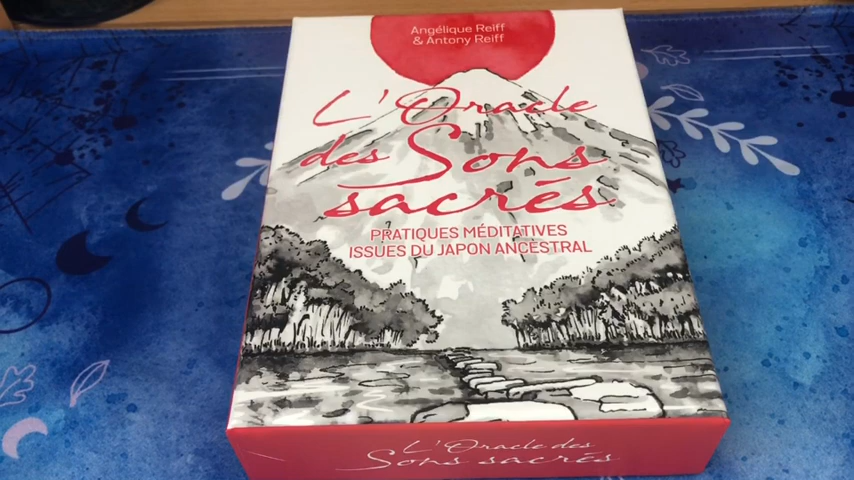 Angélique Reiff
& Antony Reiff
L'Oracle
des Sons
sacrés
PRATIQUES MÉDITATIVES
ISSUES DU JAPON ANCESTRAL
L'Oracle des
Sons sacrés